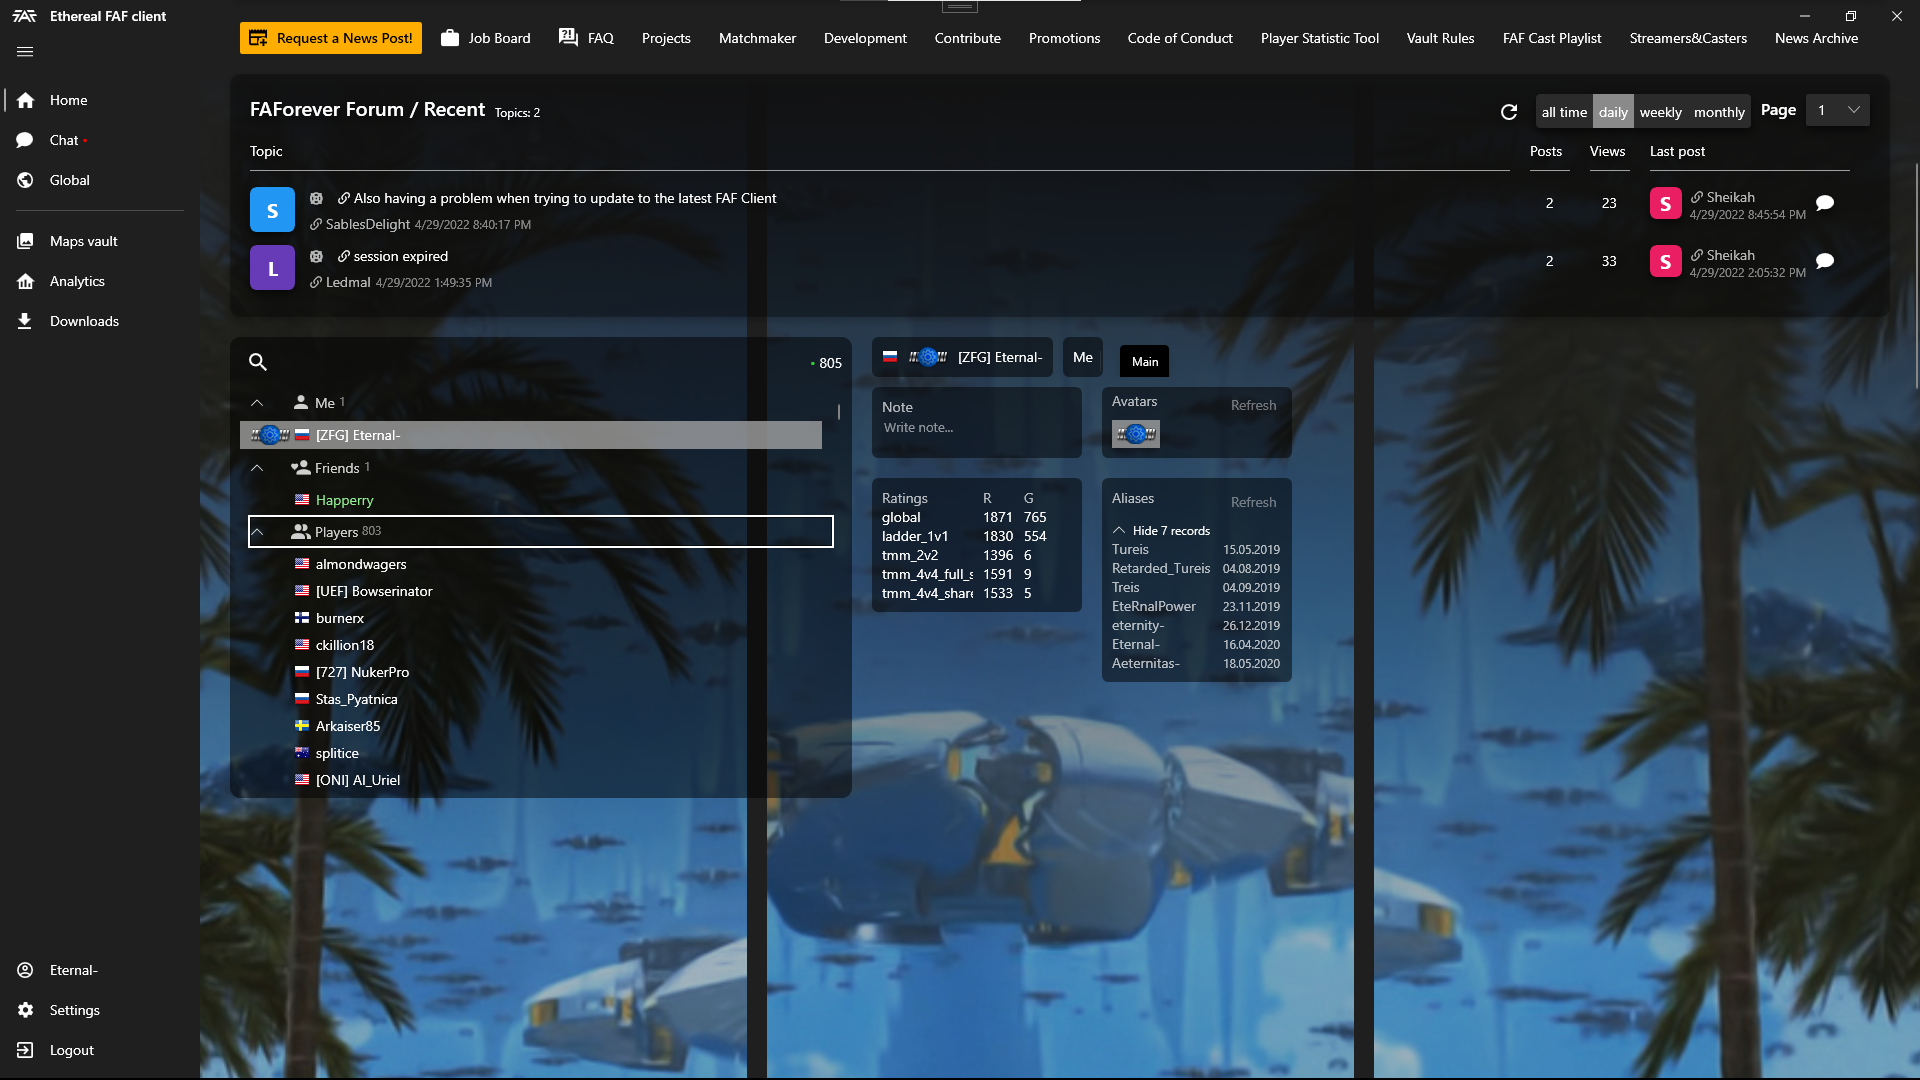 Ethereal FAF client
Request a News Post! Job Board FAQ Projects Matchmaker Development Contribute Promotions Code of Conduct Player Statistic Tool Vault Rules FAF Cast Playlist Streamers&Casters News Archive
Home
Chat
Global
Maps vault
Analytics
Downloads
Eternal-
Settings
Logout
FAForever Forum / Recent Topics: 2
all time daily weekly monthly Page 1
Topic Posts Views Last post
S Also having a problem when trying to update to the latest FAF Client 2 23 S Sheikah
SablesDelight 4/29/2022 8:40:17 PM 4/29/2022 8:45:54 PM
L session expired 2 33 S Sheikah
Ledmal 4/29/2022 1:49:35 PM 4/29/2022 2:05:32 PM
805
Me 1
[ZFG] Eternal-
Friends 1
Happerry
Players 803
almondwagers
[UEF] Bowserinator
burnerx
ckillion18
[727] NukerPro
Stas_Pyatnica
Arkaiser85
splitice
[ONI] AI_Uriel
[ZFG] Eternal- Me Main
Note
Write note...
Avatars Refresh
Ratings R G
global 1871 765
ladder_1v1 1830 554
tmm_2v2 1396 6
tmm_4v4_full_s 1591 9
tmm_4v4_share 1533 5
Aliases Refresh
Hide 7 records
Tureis 15.05.2019
Retarded_Tureis 04.08.2019
Treis 04.09.2019
EteRnalPower 23.11.2019
eternity- 26.12.2019
Eternal- 16.04.2020
Aeternitas- 18.05.2020